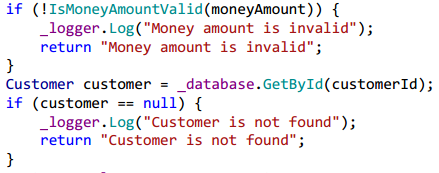 if (!IsMoneyAmountValid(moneyAmount)) {
    _logger.Log("Money amount is invalid");
    return "Money amount is invalid";
}
Customer customer = _database.GetById(customerId);
if (customer == null) {
    _logger.Log("Customer is not found");
    return "Customer is not found";
}